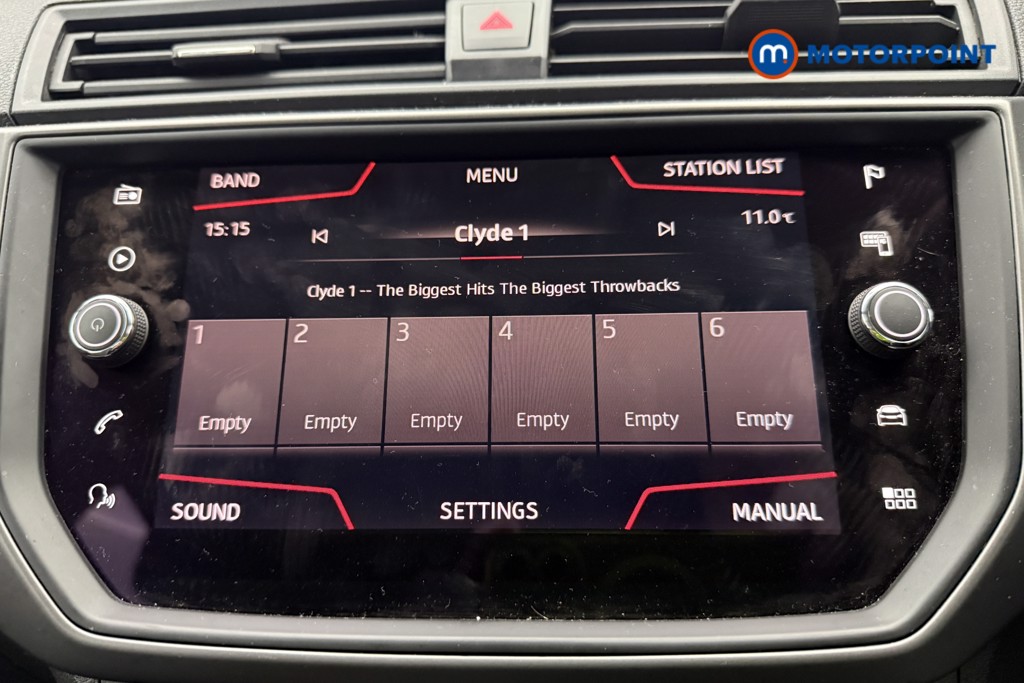 m MOTORPOINT
BAND MENU STATION LIST
15:15 Clyde 1 11.0°C
Clyde 1 -- The Biggest Hits The Biggest Throwbacks
1 2 3 4 5 6
Empty Empty Empty Empty Empty Empty
SOUND SETTINGS MANUAL